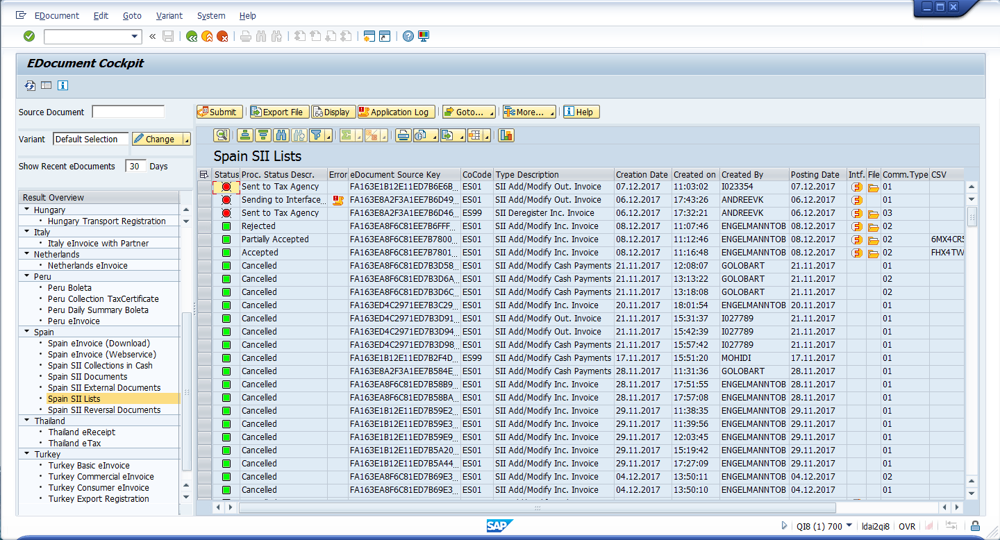 EDocument Edit Goto Variant System Help
EDocument Cockpit
Source Document
Variant Default Selection Change
Show Recent eDocuments 30 Days
Result Overview
Hungary
Hungary Transport Registration
Italy
Italy eInvoice with Partner
Netherlands
Netherlands eInvoice
Peru
Peru Boleta
Peru Collection TaxCertificate
Peru Daily Summary Boleta
Peru eInvoice
Spain
Spain eInvoice (Download)
Spain eInvoice (Webservice)
Spain SII Collections in Cash
Spain SII Documents
Spain SII External Documents
Spain SII Lists
Spain SII Reversal Documents
Thailand
Thailand eReceipt
Thailand eTax
Turkey
Turkey Basic eInvoice
Turkey Commercial eInvoice
Turkey Consumer eInvoice
Turkey Export Registration
Submit Export File Display Application Log Goto... More... Help
Spain SII Lists
Status Proc. Status Descr. Error eDocument Source Key CoCode Type Description Creation Date Created on Created By Posting Date Intf. File Comm.Type CSV
Sent to Tax Agency FA163E1B12E11ED7B6E6B... ES01 SII Add/Modify Out. Invoice 07.12.2017 11:03:02 I023354 07.12.2017 01
Sending to Interface... FA163E8A2F3A1EE7B6D49... ES01 SII Add/Modify Out. Invoice 06.12.2017 17:43:26 ANDREEVK 06.12.2017 01
Sent to Tax Agency FA163E8A2F3A1EE7B6D46... ES99 SII Deregister Inc. Invoice 06.12.2017 17:32:21 ANDREEVK 06.12.2017 03
Rejected FA163EA8F6C81EE7B6FFF... ES01 SII Add/Modify Inc. Invoice 08.12.2017 11:07:46 ENGELMANNTOB 08.12.2017 02
Partially Accepted FA163EA8F6C81EE7B7800... ES01 SII Add/Modify Inc. Invoice 08.12.2017 11:12:46 ENGELMANNTOB 08.12.2017 02 6MX4CR5
Accepted FA163EA8F6C81EE7B7801... ES01 SII Add/Modify Inc. Invoice 08.12.2017 11:16:48 ENGELMANNTOB 08.12.2017 02 FHX4TW
Cancelled FA163EA8F6C81ED7B3D58... ES01 SII Add/Modify Cash Payments 21.11.2017 12:08:07 GOLOBART 21.11.2017 01
Cancelled FA163EA8F6C81ED7B3D6A... ES01 SII Add/Modify Cash Payments 21.11.2017 13:13:22 GOLOBART 21.11.2017 02
Cancelled FA163EA8F6C81ED7B3D6C... ES01 SII Add/Modify Cash Payments 21.11.2017 13:18:08 GOLOBART 21.11.2017 02
Cancelled FA163ED4C2971EE7B3C29... ES01 SII Add/Modify Inc. Invoice 20.11.2017 18:01:54 ENGELMANNTOB 20.11.2017 01
Cancelled FA163ED4C2971ED7B3D91... ES01 SII Add/Modify Out. Invoice 21.11.2017 15:31:37 I027789 21.11.2017 01
Cancelled FA163ED4C2971ED7B3D94... ES01 SII Add/Modify Out. Invoice 21.11.2017 15:42:39 I027789 21.11.2017 01
Cancelled FA163ED4C2971ED7B3D98... ES01 SII Add/Modify Cash Payments 21.11.2017 15:57:42 I027789 21.11.2017 01
Cancelled FA163E1B12E11ED7B2F4D... ES99 SII Add/Modify Cash Payments 17.11.2017 15:51:20 MOHIDI 17.11.2017 01
Cancelled FA163E8A2F3A1EE7B584E... ES01 SII Add/Modify Cash Payments 28.11.2017 11:31:36 GOLOBART 28.11.2017 01
Cancelled FA163EA8F6C81ED7B58B9... ES01 SII Add/Modify Inc. Invoice 28.11.2017 17:51:55 ENGELMANNTOB 28.11.2017 01
Cancelled FA163EA8F6C81ED7B58BA... ES01 SII Add/Modify Inc. Invoice 28.11.2017 17:57:08 ENGELMANNTOB 28.11.2017 01
Cancelled FA163E1B12E11ED7B59E2... ES01 SII Add/Modify Inc. Invoice 29.11.2017 11:38:35 ENGELMANNTOB 29.11.2017 01
Cancelled FA163E1B12E11ED7B59E3... ES01 SII Add/Modify Inc. Invoice 29.11.2017 11:39:56 ENGELMANNTOB 29.11.2017 01
Cancelled FA163E1B12E11ED7B59E9... ES01 SII Add/Modify Inc. Invoice 29.11.2017 12:03:45 ENGELMANNTOB 29.11.2017 01
Cancelled FA163E1B12E11ED7B5A20... ES01 SII Add/Modify Inc. Invoice 29.11.2017 15:19:42 ENGELMANNTOB 29.11.2017 01
Cancelled FA163E1B12E11ED7B5A44... ES01 SII Add/Modify Inc. Invoice 29.11.2017 17:27:09 ENGELMANNTOB 29.11.2017 01
Cancelled FA163EA8F6C81ED7B69E3... ES01 SII Add/Modify Inc. Invoice 04.12.2017 13:50:11 ENGELMANNTOB 04.12.2017 02
Cancelled FA163EA8F6C81ED7B69E3... ES01 SII Add/Modify Inc. Invoice 04.12.2017 13:50:10 ENGELMANNTOB 04.12.2017 01
SAP QI8 (1) 700 ldai2qi8 OVR